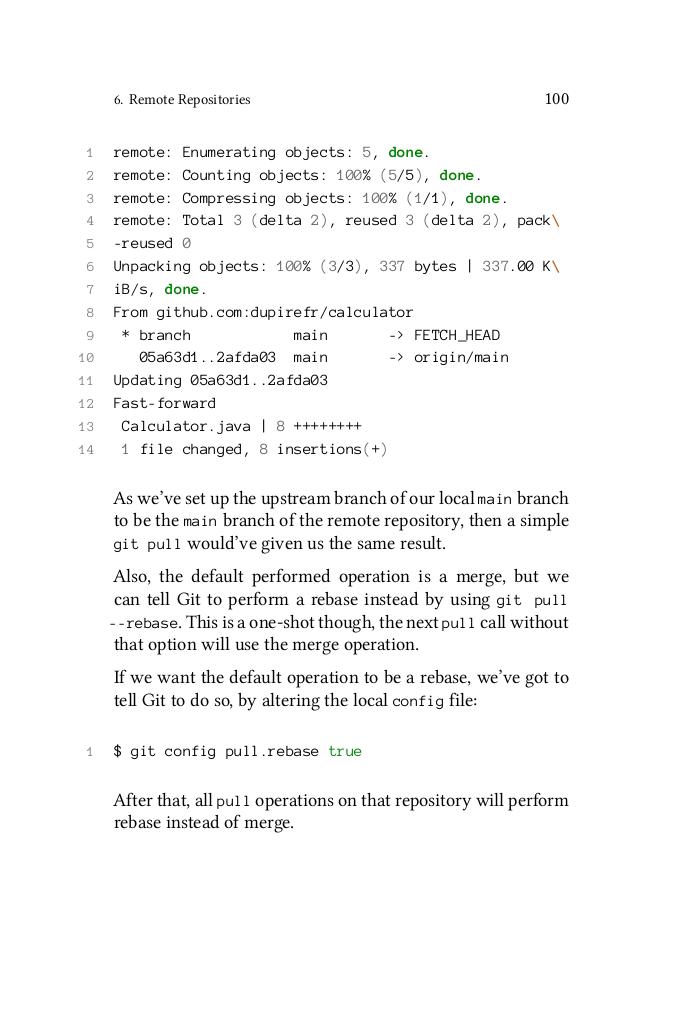 6. Remote Repositories 100
1 remote: Enumerating objects: 5, done.
2 remote: Counting objects: 100% (5/5), done.
3 remote: Compressing objects: 100% (1/1), done.
4 remote: Total 3 (delta 2), reused 3 (delta 2), pack\
5 -reused 0
6 Unpacking objects: 100% (3/3), 337 bytes | 337.00 K\
7 iB/s, done.
8 From github.com:dupirefr/calculator
9  * branch            main       -> FETCH_HEAD
10    05a63d1..2afda03  main       -> origin/main
11 Updating 05a63d1..2afda03
12 Fast-forward
13  Calculator.java | 8 ++++++++
14  1 file changed, 8 insertions(+)
As we've set up the upstream branch of our local main branch
to be the main branch of the remote repository, then a simple
git pull would've given us the same result.
Also, the default performed operation is a merge, but we
can tell Git to perform a rebase instead by using git pull
--rebase. This is a one-shot though, the next pull call without
that option will use the merge operation.
If we want the default operation to be a rebase, we've got to
tell Git to do so, by altering the local config file:
1 $ git config pull.rebase true
After that, all pull operations on that repository will perform
rebase instead of merge.